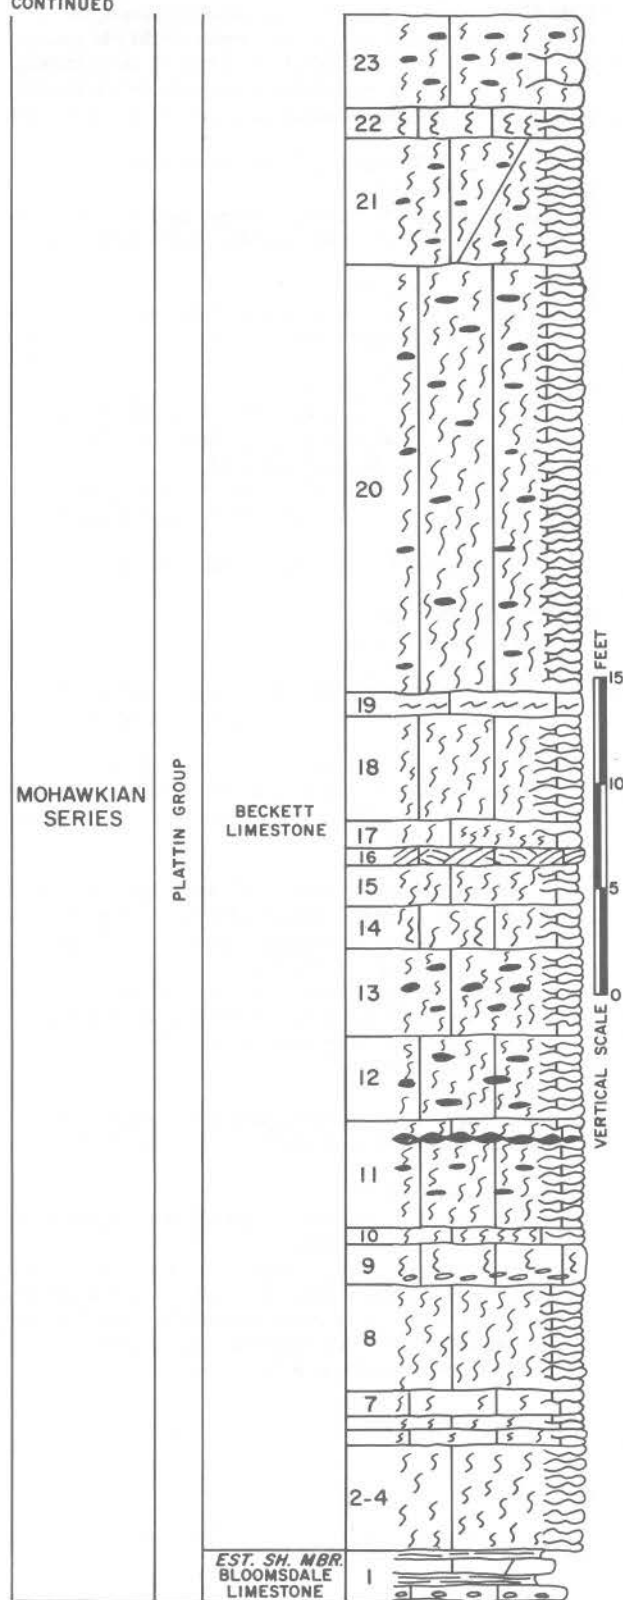 CONTINUED
23
22
21
20
19
18
17
16
15
14
13
12
11
10
9
8
7
2-4
1
MOHAWKIAN
SERIES
PLATTIN GROUP
BECKETT
LIMESTONE
EST. SH. MBR.
BLOOMSDALE
LIMESTONE
FEET
15
10
5
0
VERTICAL SCALE